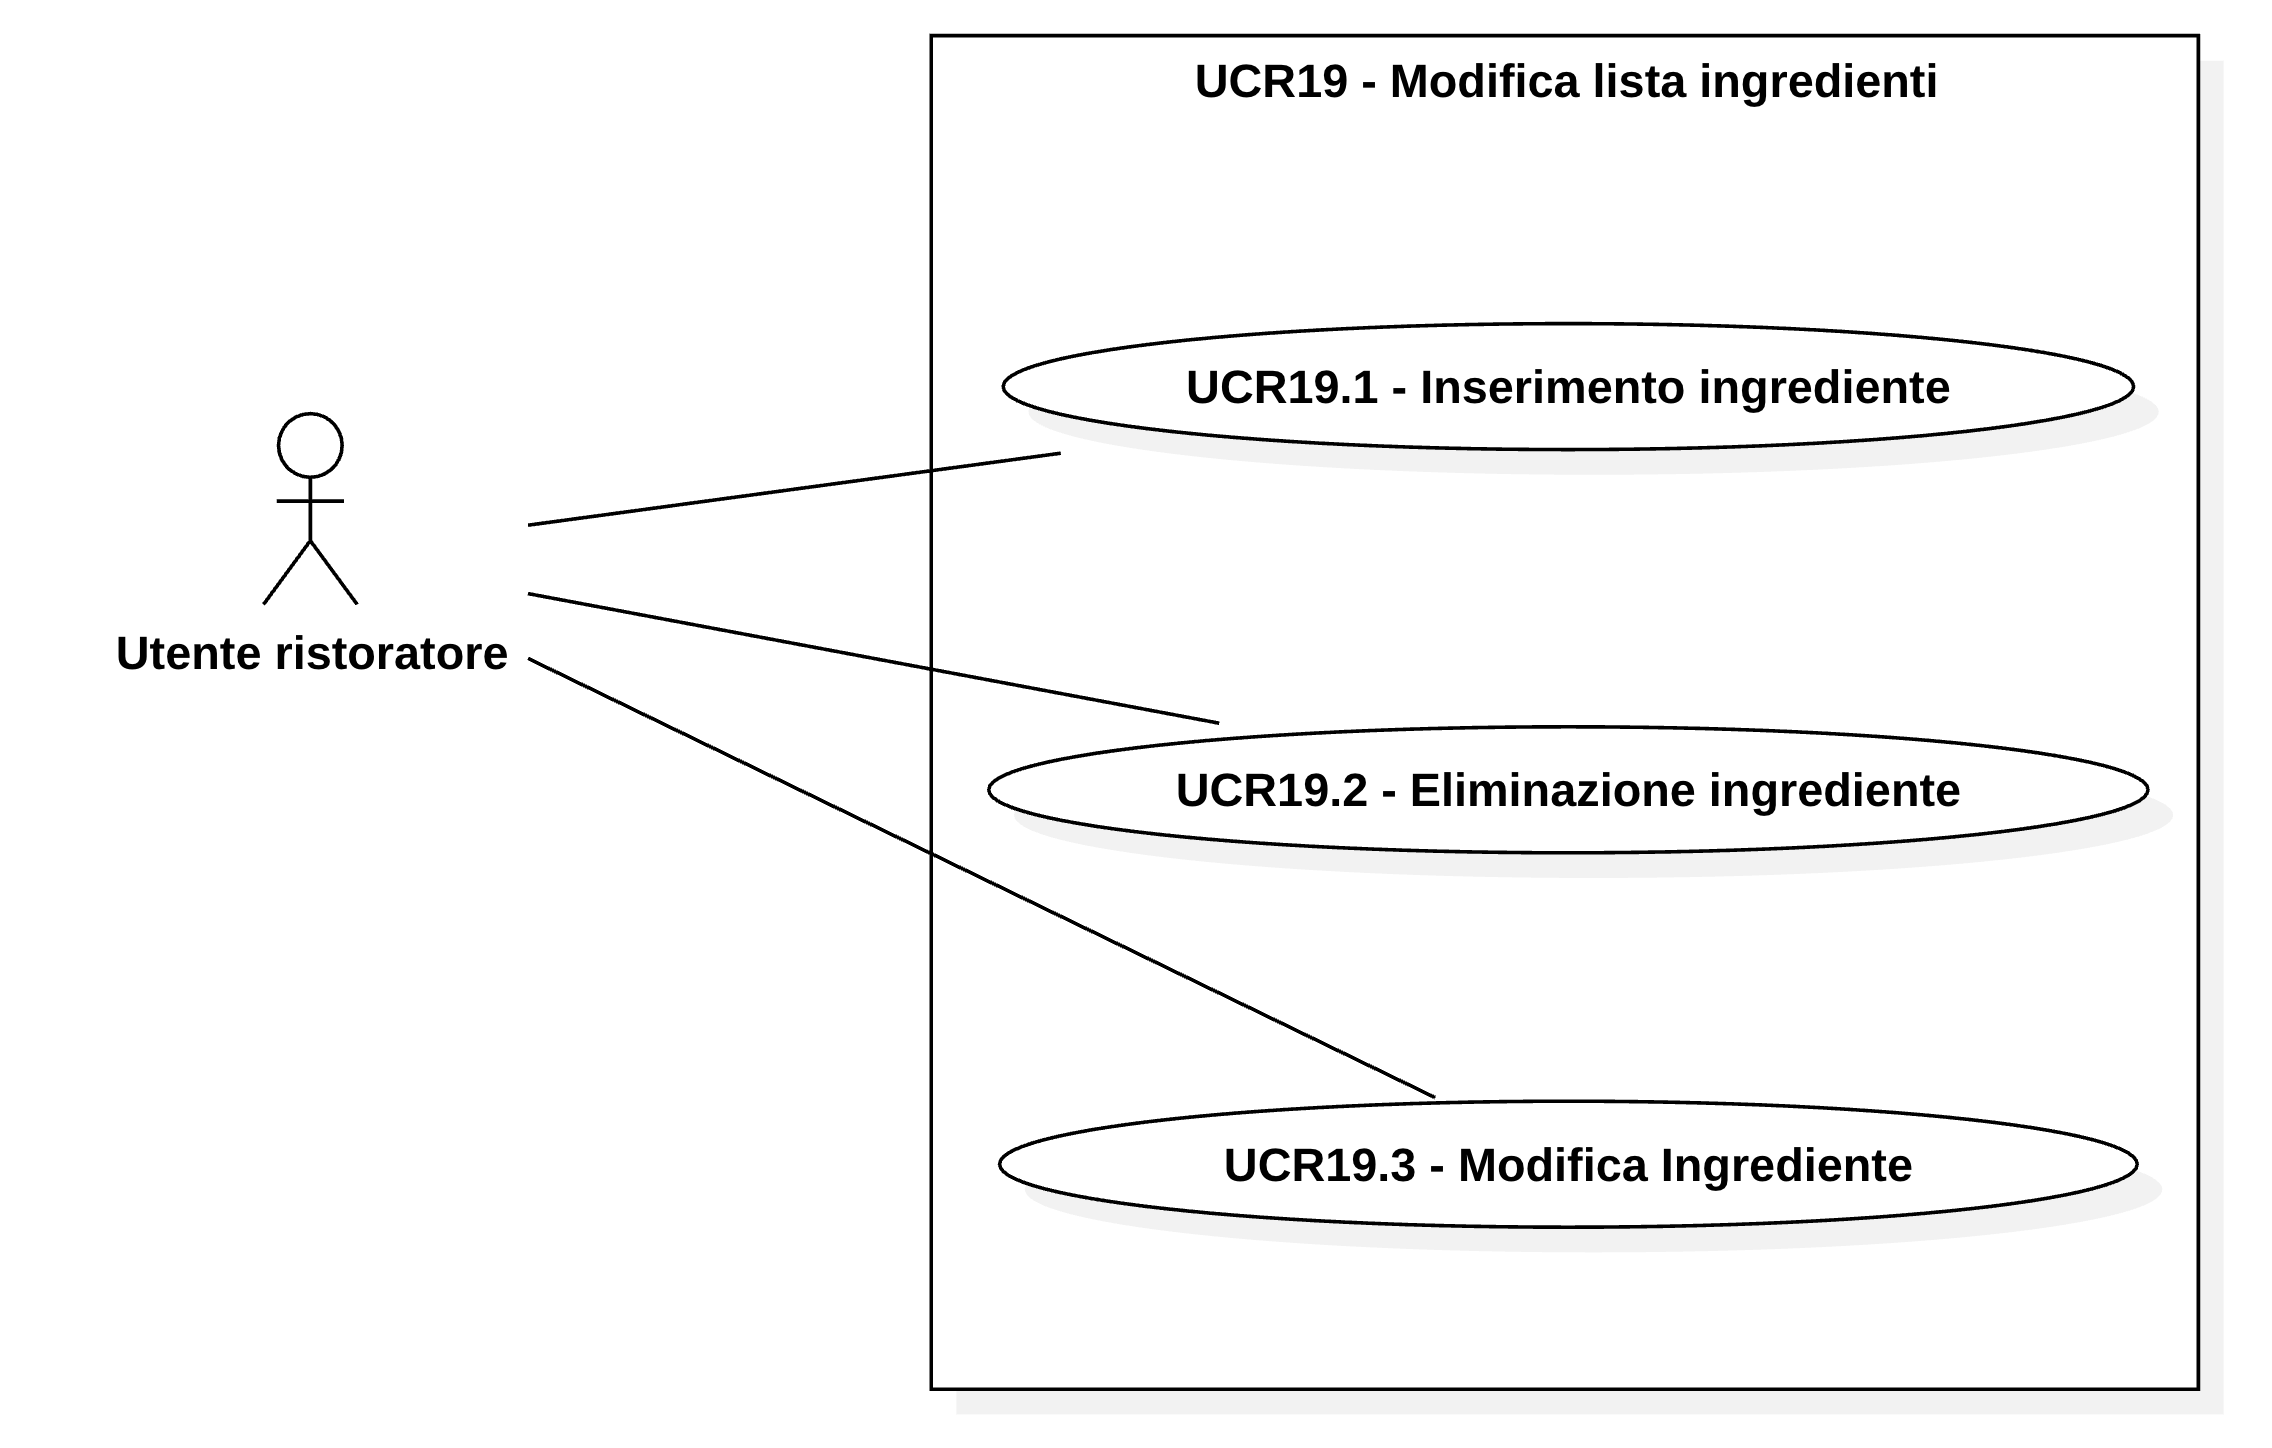 UCR19 - Modifica lista ingredienti
UCR19.1 - Inserimento ingrediente
Utente ristoratore
UCR19.2 - Eliminazione ingrediente
UCR19.3 - Modifica Ingrediente